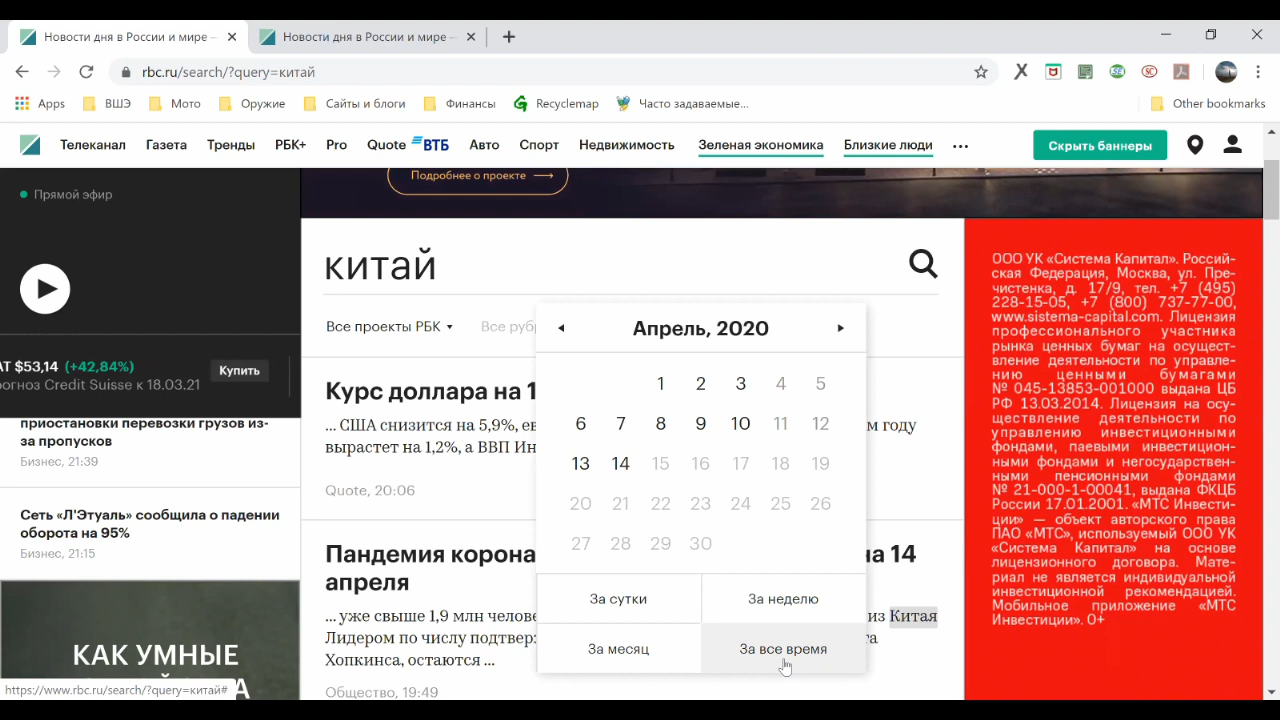 Новости дня в России и мире —
Новости дня в России и мире —
rbc.ru/search/?query=китай
Apps
ВШЭ
Мото
Оружие
Сайты и блоги
Финансы
Recyclemap
Часто задаваемые...
Other bookmarks
Телеканал
Газета
Тренды
РБК+
Pro
Quote
ВТБ
Авто
Спорт
Недвижимость
Зеленая экономика
Близкие люди
...
Скрыть баннеры
Прямой эфир
Подробнее о проекте
АТ $53,14 (+42,84%)
рогноз Credit Suisse к 18.03.21
Купить
приостановки перевозки грузов из-
за пропусков
Бизнес, 21:39
Сеть «Л'Этуаль» сообщила о падении
оборота на 95%
Бизнес, 21:15
КАК УМНЫЕ
https://www.rbc.ru/search/?query=китай#
китай
Все проекты РБК
Все руб
Курс доллара на 1
... США снизится на 5,9%, ев
м году
вырастет на 1,2%, а ВВП Ин
Quote, 20:06
Пандемия корона
на 14
апреля
... уже свыше 1,9 млн челове
из Китая
Лидером по числу подтвер
та
Хопкинса, остаются ...
Общество, 19:49
Апрель, 2020
1 2 3 4 5
6 7 8 9 10 11 12
13 14 15 16 17 18 19
20 21 22 23 24 25 26
27 28 29 30
За сутки
За неделю
За месяц
За все время
ООО УК «Система Капитал». Россий-
ская Федерация, Москва, ул. Пре-
чистенка, д. 17/9, тел. +7 (495)
228-15-05, +7 (800) 737-77-00,
www.sistema-capital.com. Лицензия
профессионального участника
рынка ценных бумаг на осущест-
вление деятельности по управле-
нию ценными бумагами
№ 045-13853-001000 выдана ЦБ
РФ 13.03.2014. Лицензия на осу-
ществление деятельности по
управлению инвестиционными
фондами, паевыми инвестицион-
ными фондами и негосударствен-
ными пенсионными фондами
№ 21-000-1-00041, выдана ФКЦБ
России 17.01.2001. «МТС Инвести-
ции» — объект авторского права
ПАО «МТС», используемый ООО УК
«Система Капитал» на основе
лицензионного договора. Мате-
риал не является индивидуальной
инвестиционной рекомендацией.
Мобильное приложение «МТС
Инвестиции». 0+